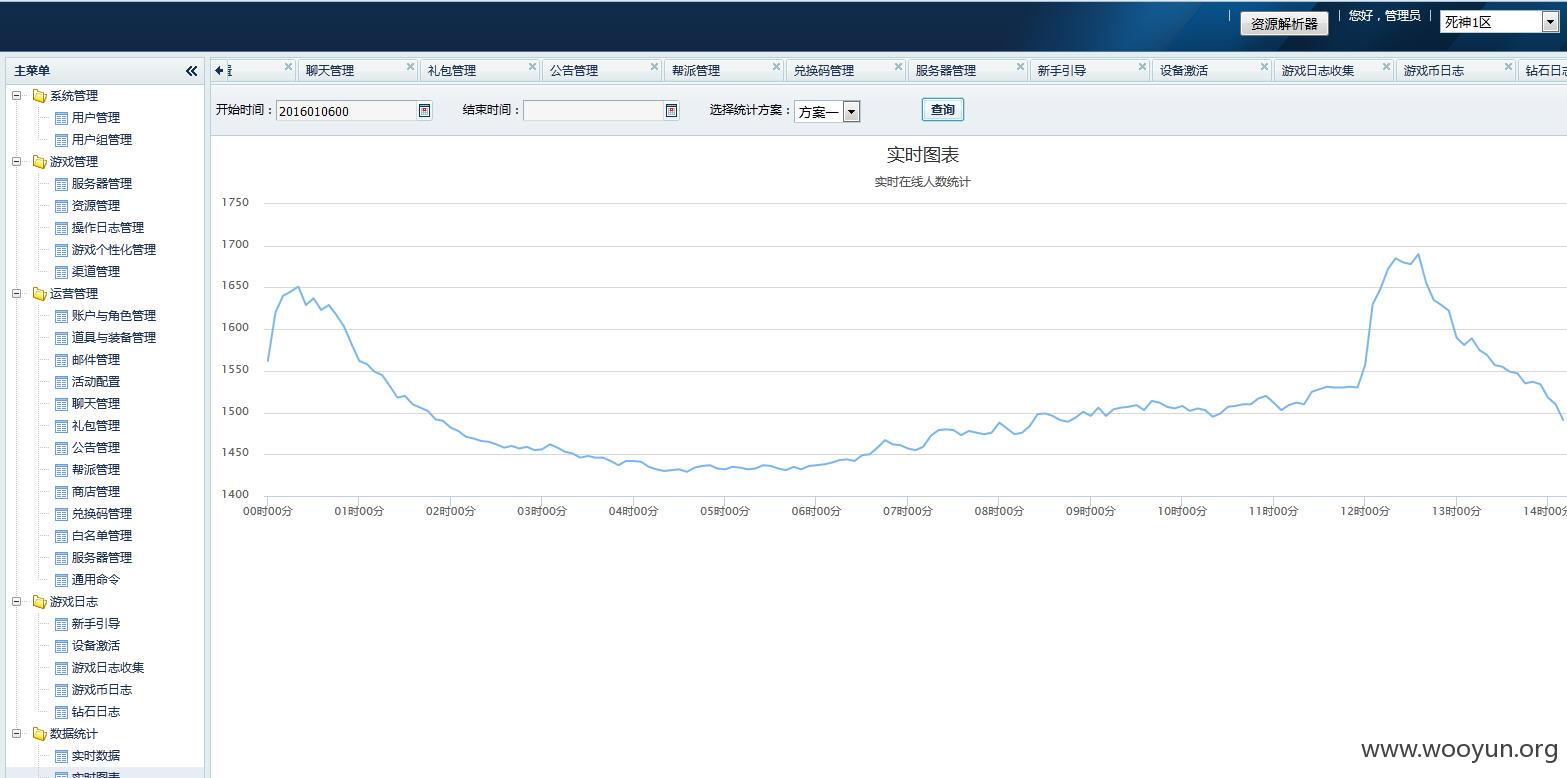 资源解析器 您好，管理员 死神1区
主菜单
系统管理
用户管理
用户组管理
游戏管理
服务器管理
资源管理
操作日志管理
游戏个性化管理
渠道管理
运营管理
账户与角色管理
道具与装备管理
邮件管理
活动配置
聊天管理
礼包管理
公告管理
帮派管理
商店管理
兑换码管理
白名单管理
服务器管理
通用命令
游戏日志
新手引导
设备激活
游戏日志收集
游戏币日志
钻石日志
数据统计
实时数据
实时图表
聊天管理 礼包管理 公告管理 帮派管理 兑换码管理 服务器管理 新手引导 设备激活 游戏日志收集 游戏币日志 钻石日
开始时间：2016010600 结束时间： 选择统计方案：方案一 查询
实时图表
实时在线人数统计
1750
1700
1650
1600
1550
1500
1450
1400
00时00分 01时00分 02时00分 03时00分 04时00分 05时00分 06时00分 07时00分 08时00分 09时00分 10时00分 11时00分 12时00分 13时00分 14时00分
www.wooyun.org